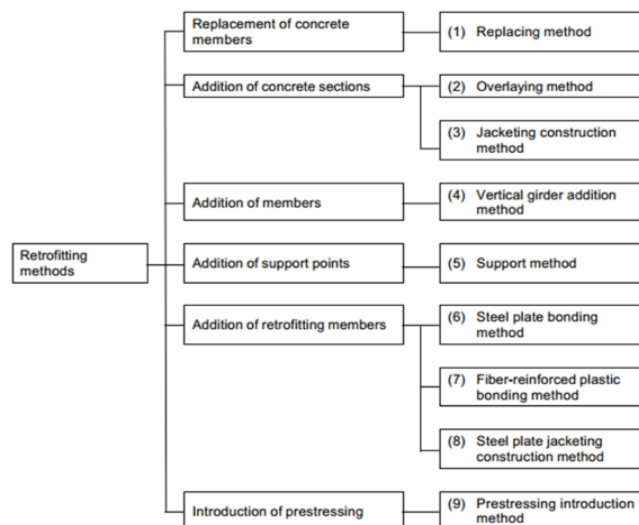 Replacement of concrete
members
(1) Replacing method
Addition of concrete sections
(2) Overlaying method
(3) Jacketing construction
method
Addition of members
(4) Vertical girder addition
method
Retrofitting
methods
Addition of support points
(5) Support method
Addition of retrofitting members
(6) Steel plate bonding
method
(7) Fiber-reinforced plastic
bonding method
(8) Steel plate jacketing
construction method
Introduction of prestressing
(9) Prestressing introduction
method